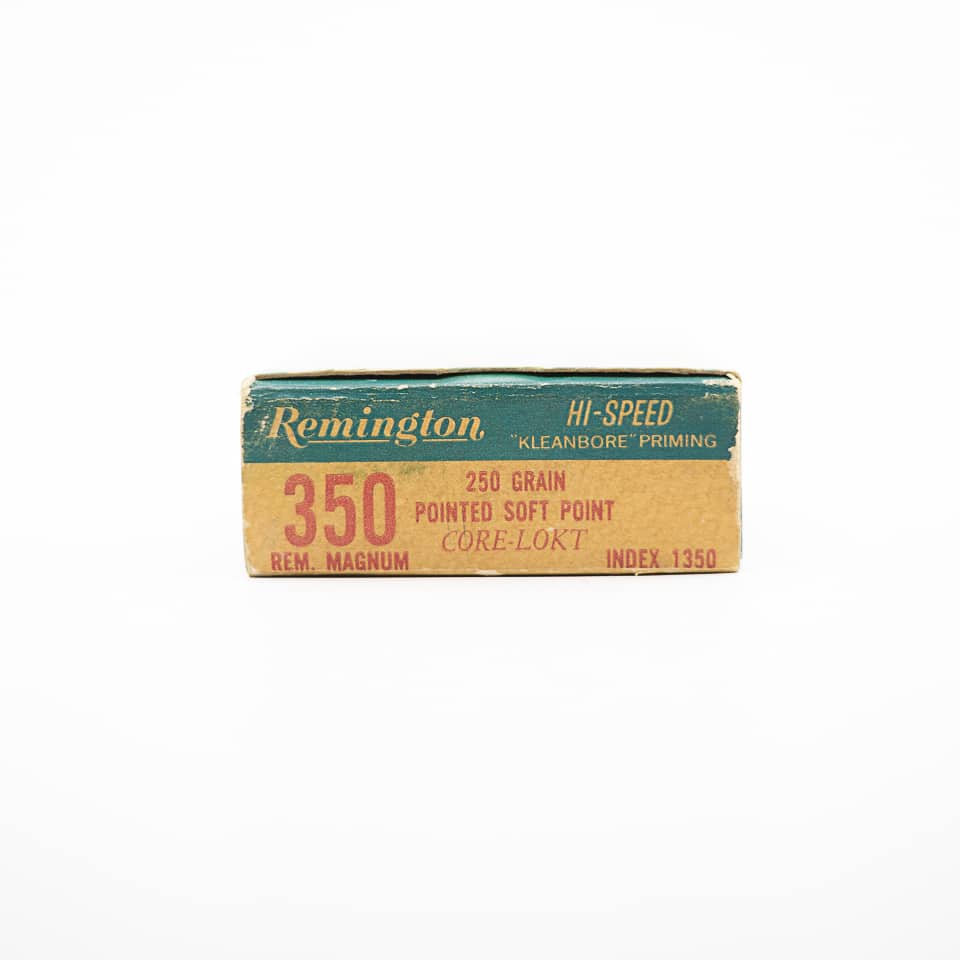 Remington
HI-SPEED
"KLEANBORE" PRIMING
350
REM. MAGNUM
250 GRAIN
POINTED SOFT POINT
CORE-LOKT
INDEX 1350